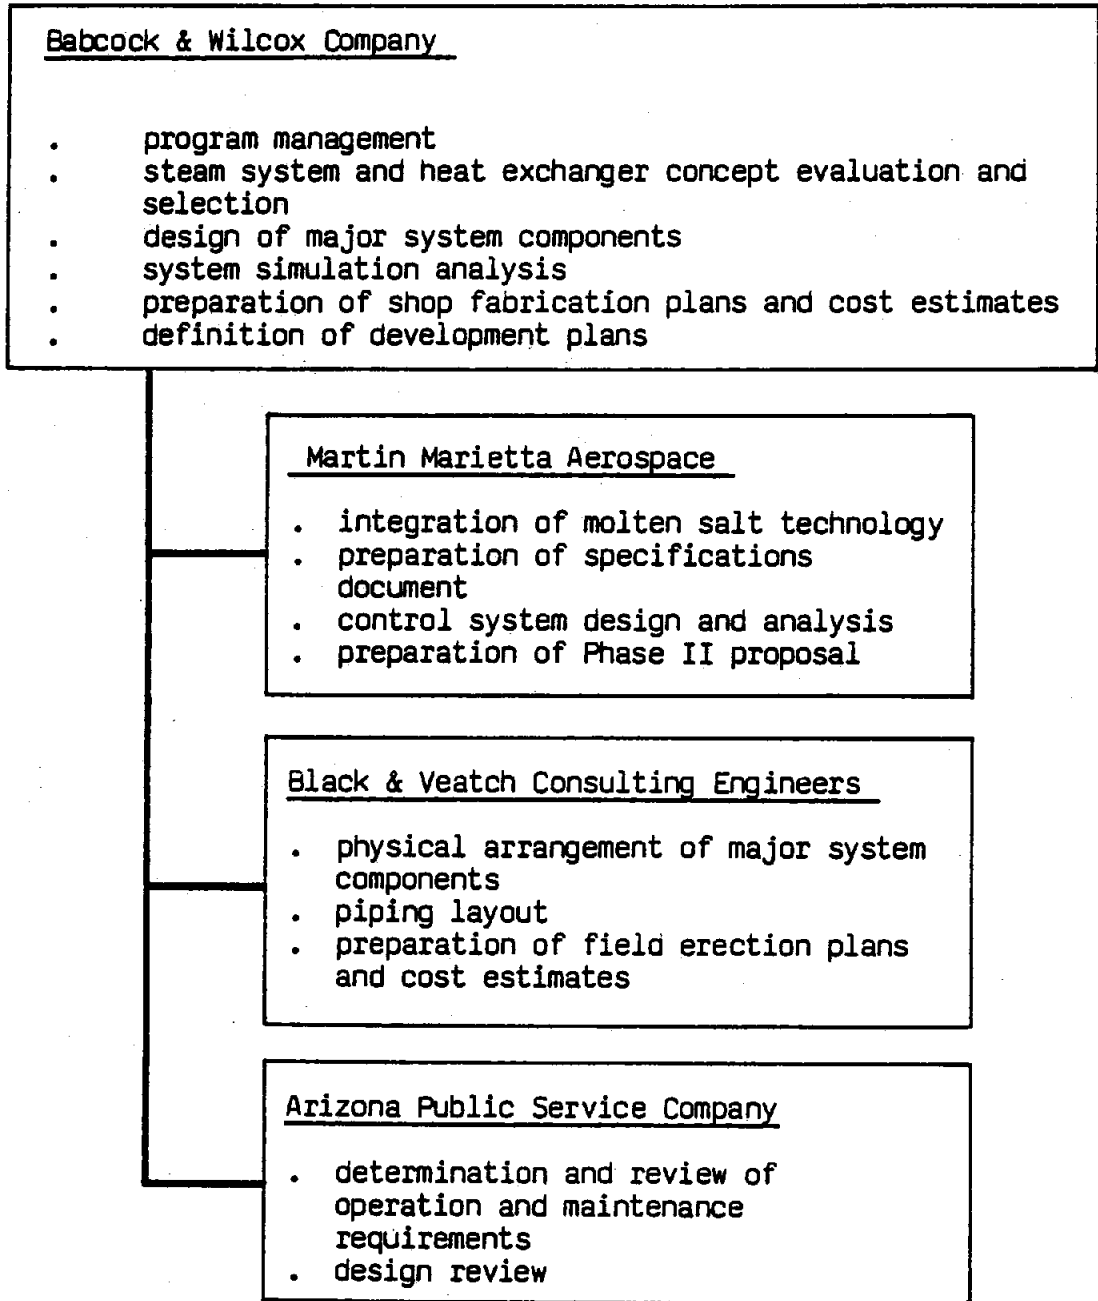 Babcock & Wilcox Company
. program management
. steam system and heat exchanger concept evaluation and
selection
. design of major system components
. system simulation analysis
. preparation of shop fabrication plans and cost estimates
. definition of development plans
Martin Marietta Aerospace
. integration of molten salt technology
. preparation of specifications
document
. control system design and analysis
. preparation of Phase II proposal
Black & Veatch Consulting Engineers
. physical arrangement of major system
components
. piping layout
. preparation of field erection plans
and cost estimates
Arizona Public Service Company
. determination and review of
operation and maintenance
requirements
. design review